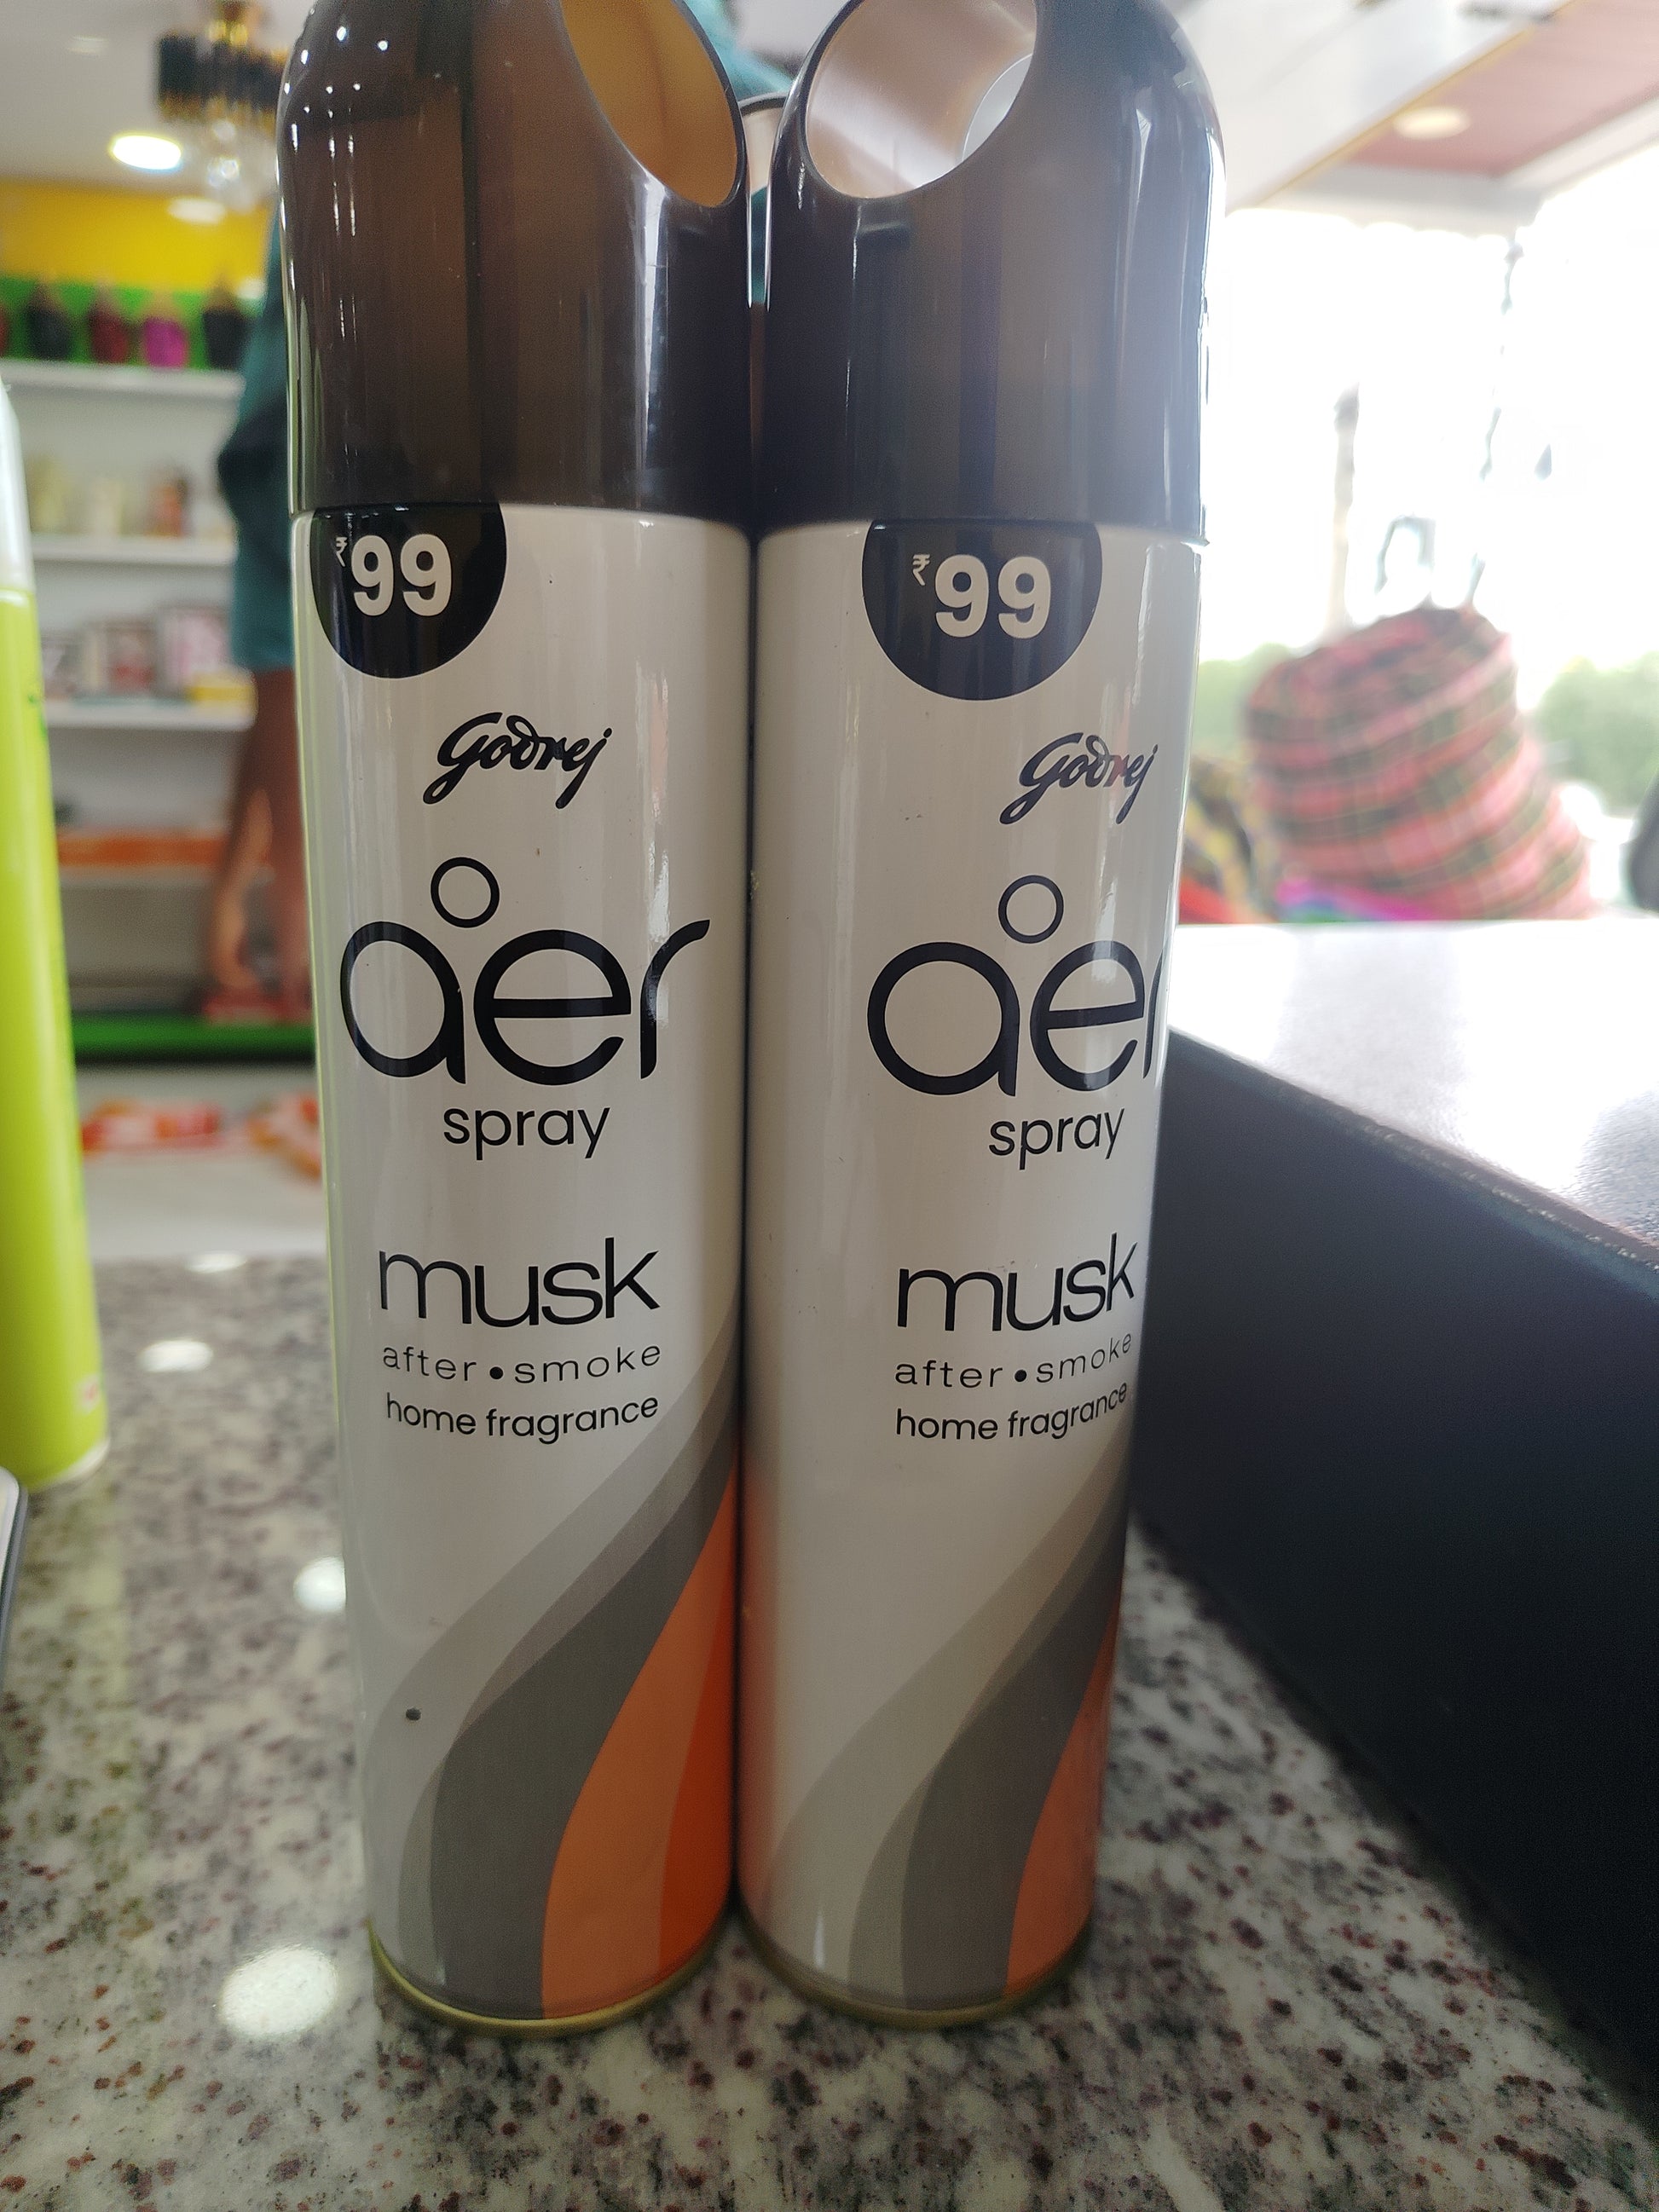 ₹99
Godrej
aer
spray
musk
after•smoke
home fragrance
₹99
Godrej
aer
spray
musk
after•smoke
home fragrance